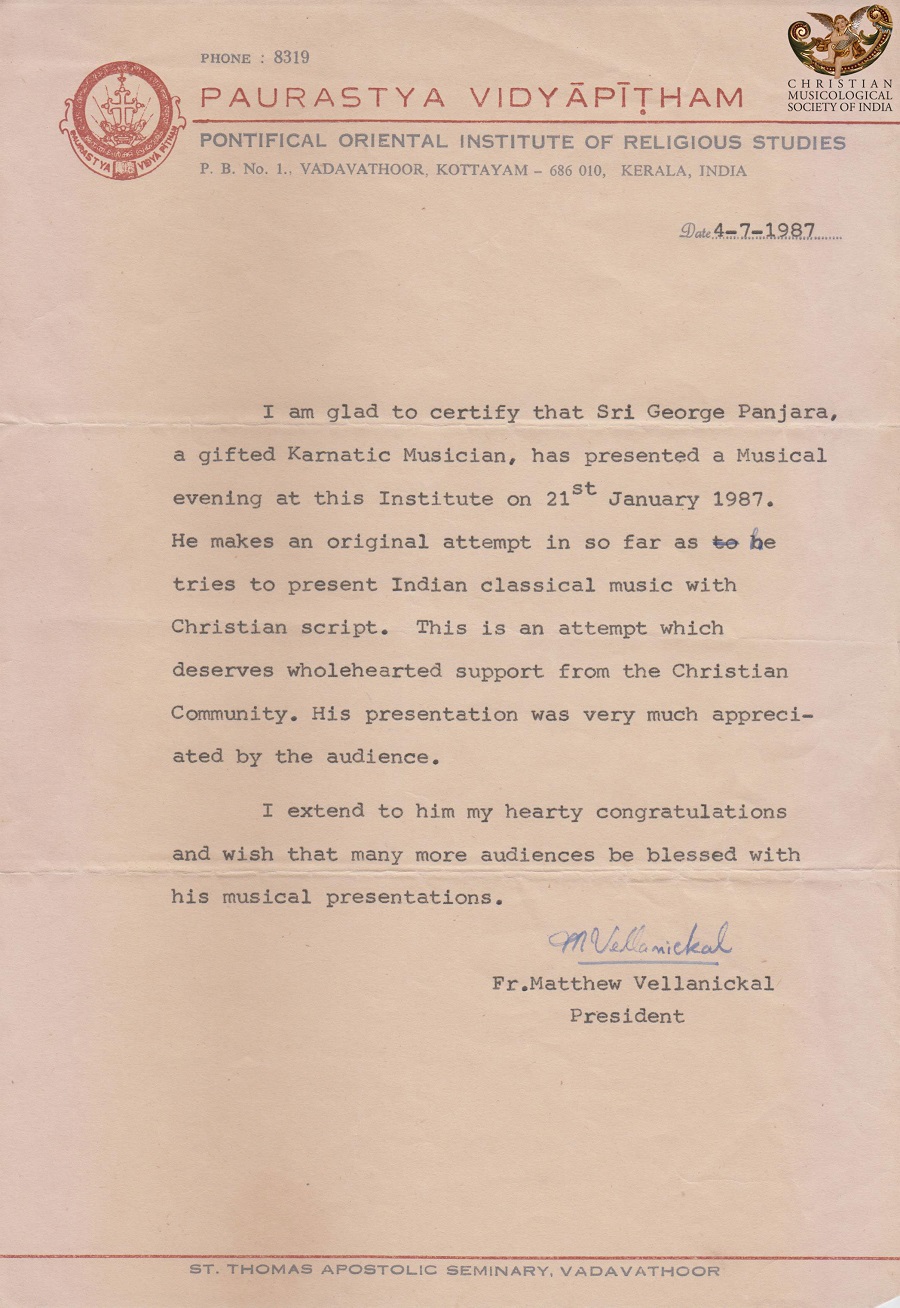 PHONE : 8319
CHRISTIAN
MUSICOLOGICAL
SOCIETY OF INDIA
PAURASTYA VIDYĀPĪṬHAM
PAURASTYA VIDYA PITHAM
PONTIFICAL ORIENTAL INSTITUTE OF RELIGIOUS STUDIES
P. B. No. 1., VADAVATHOOR, KOTTAYAM – 686 010, KERALA, INDIA
Date 4-7-1987
I am glad to certify that Sri George Panjara,
a gifted Karnatic Musician, has presented a Musical
evening at this Institute on 21st January 1987.
He makes an original attempt in so far as to he
tries to present Indian classical music with
Christian script. This is an attempt which
deserves wholehearted support from the Christian
Community. His presentation was very much appreci-
ated by the audience.
I extend to him my hearty congratulations
and wish that many more audiences be blessed with
his musical presentations.
MVellanickal
Fr.Matthew Vellanickal
President
ST. THOMAS APOSTOLIC SEMINARY, VADAVATHOOR